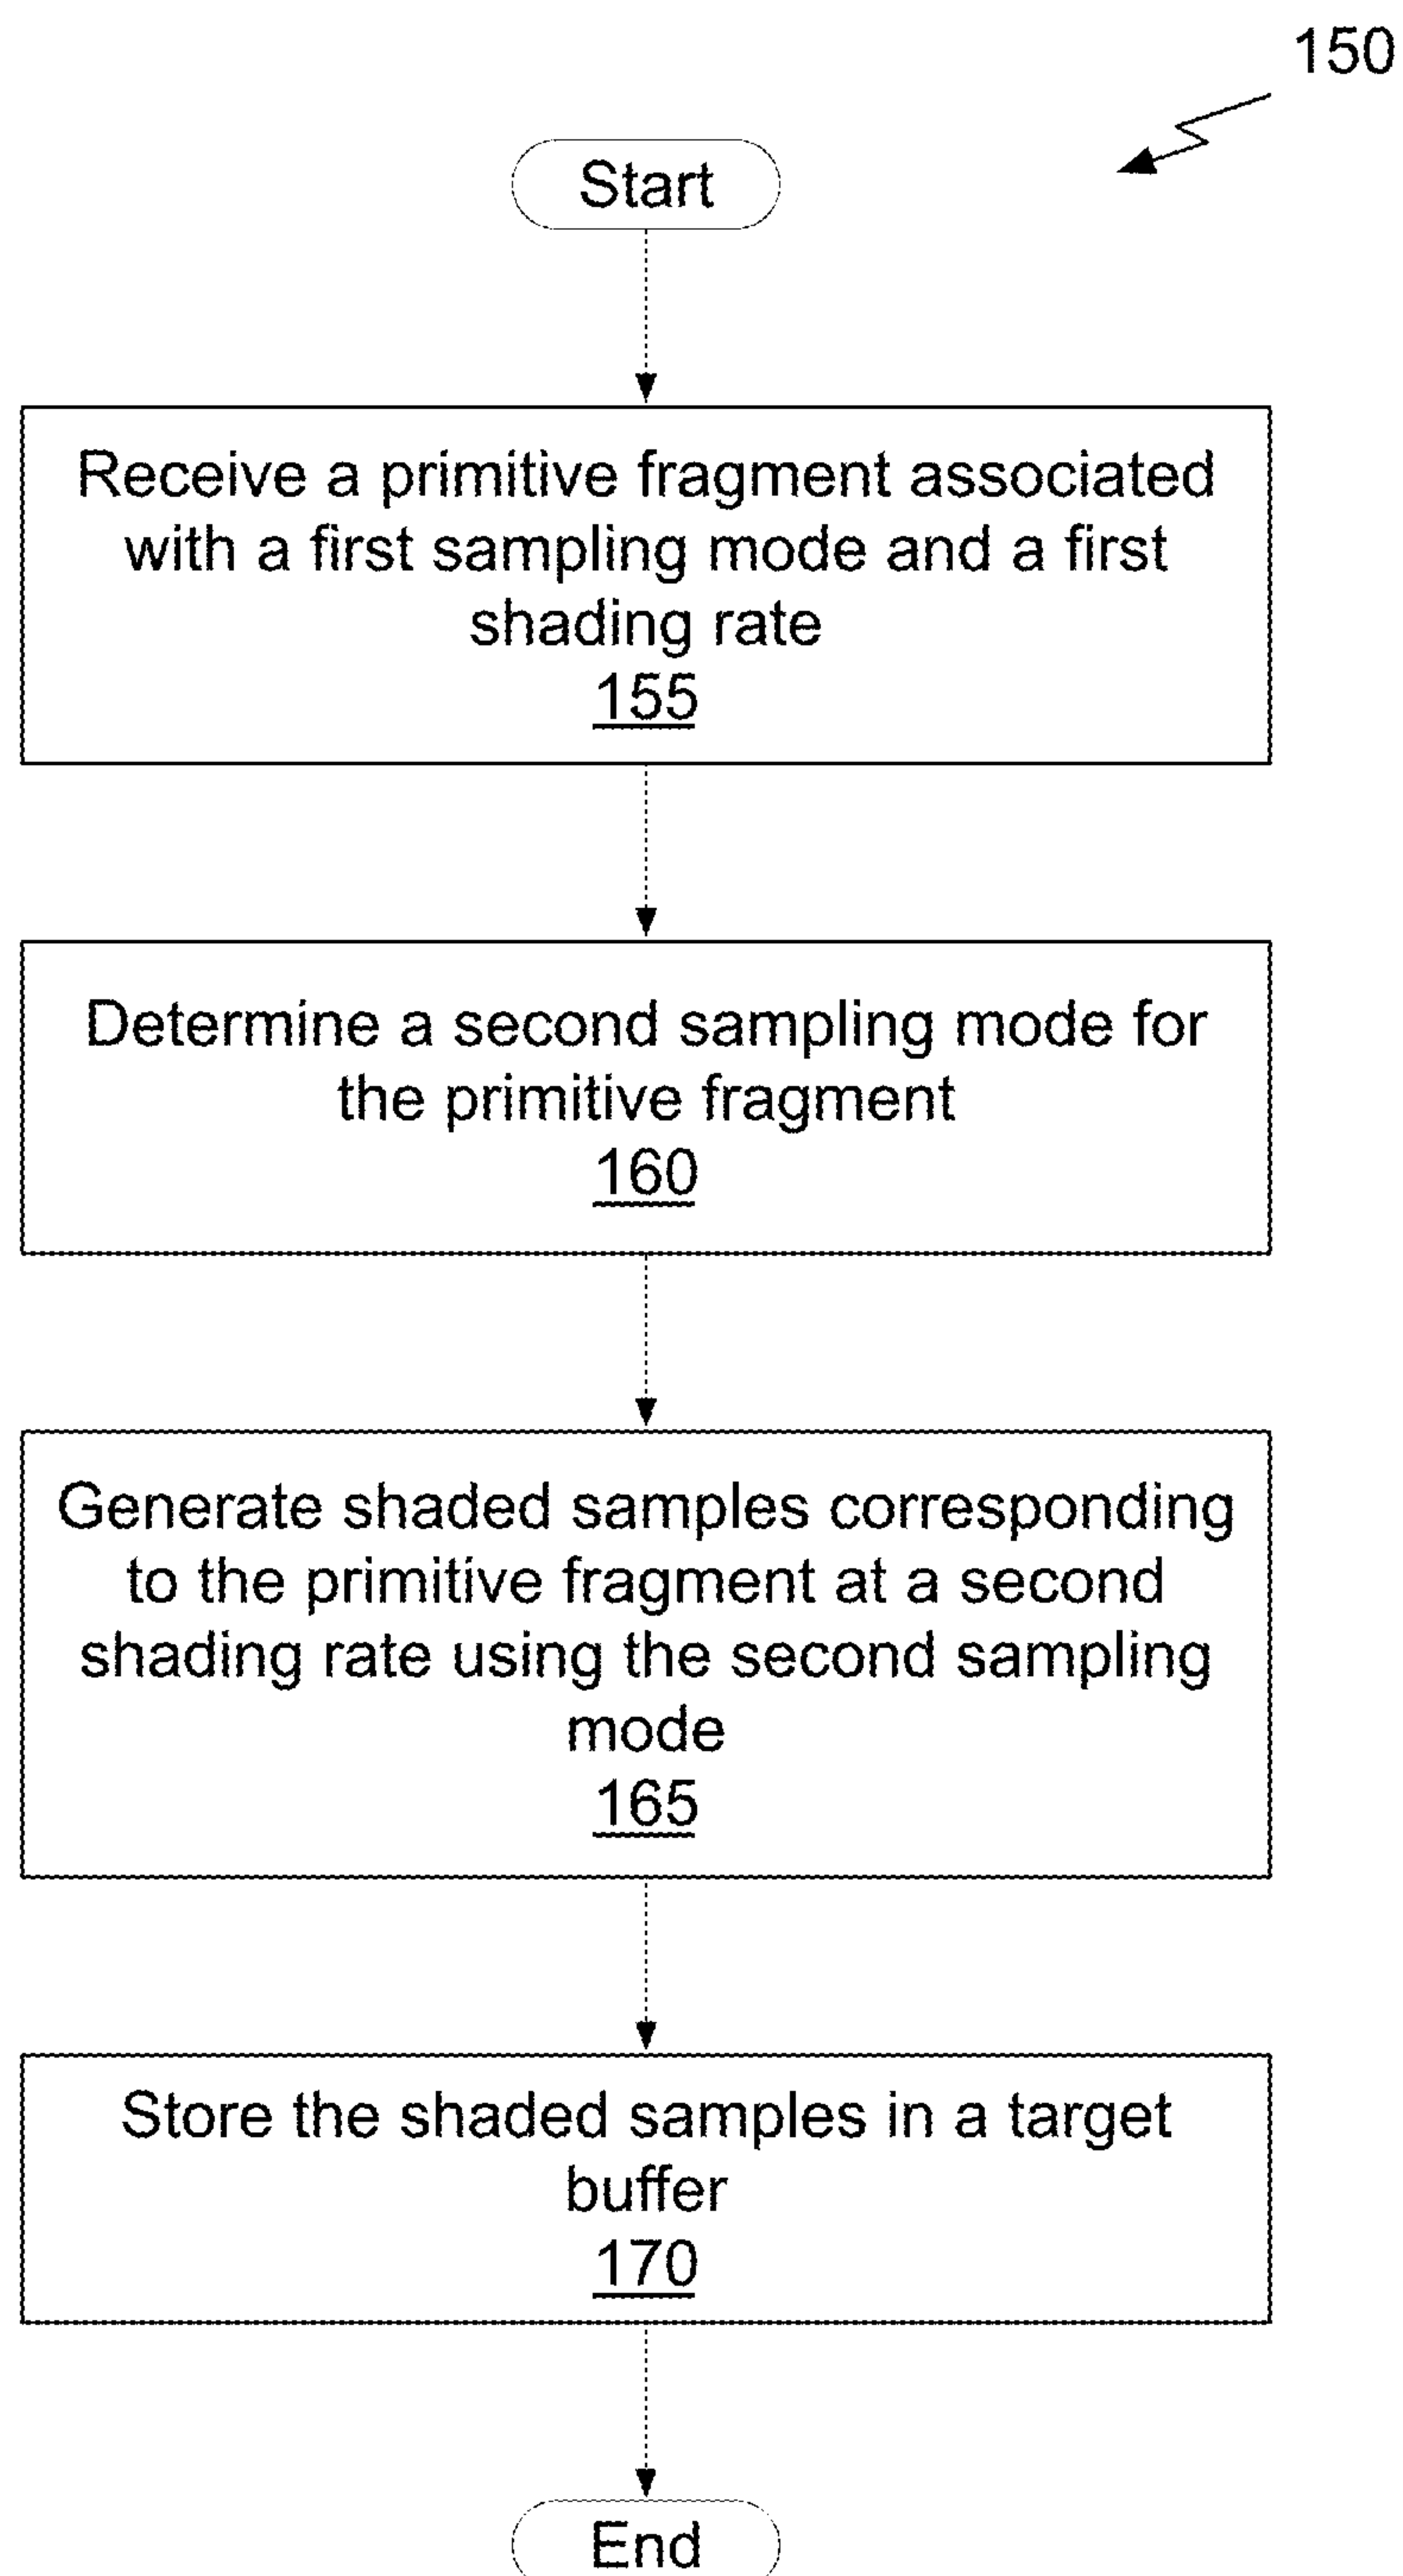 150
Start
Receive a primitive fragment associated
with a first sampling mode and a first
shading rate
155
Determine a second sampling mode for
the primitive fragment
160
Generate shaded samples corresponding
to the primitive fragment at a second
shading rate using the second sampling
mode
165
Store the shaded samples in a target
buffer
170
End